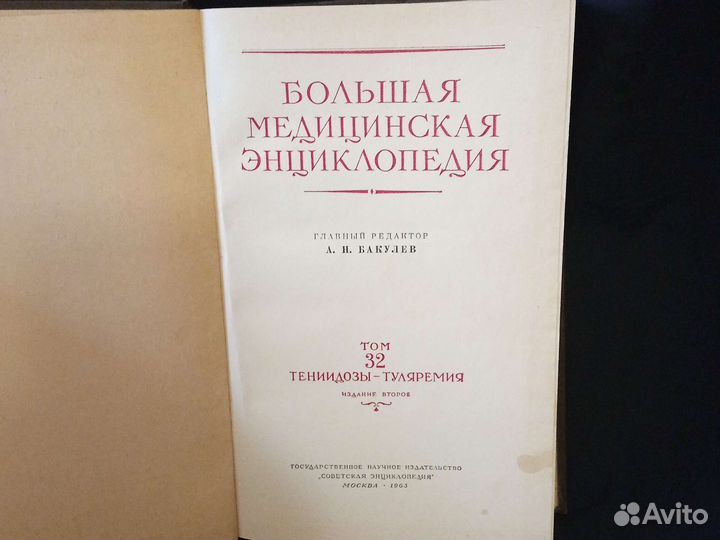 БОЛЬШАЯ
МЕДИЦИНСКАЯ
ЭНЦИКЛОПЕДИЯ
ГЛАВНЫЙ РЕДАКТОР
А. Н. БАКУЛЕВ
ТОМ
32
ТЕНИИДОЗЫ – ТУЛЯРЕМИЯ
ИЗДАНИЕ ВТОРОЕ
ГОСУДАРСТВЕННОЕ НАУЧНОЕ ИЗДАТЕЛЬСТВО
„СОВЕТСКАЯ ЭНЦИКЛОПЕДИЯ"
МОСКВА · 1963
Avito